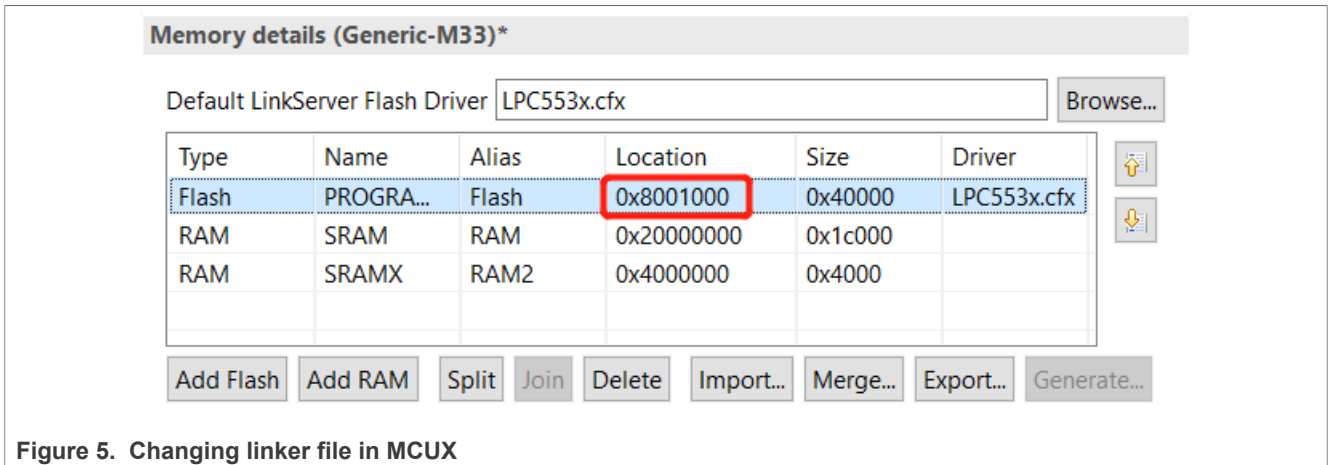 Memory details (Generic-M33)*
Default LinkServer Flash Driver LPC553x.cfx Browse...
Type Name Alias Location Size Driver
Flash PROGRA... Flash 0x8001000 0x40000 LPC553x.cfx
RAM SRAM RAM 0x20000000 0x1c000
RAM SRAMX RAM2 0x4000000 0x4000
Add Flash Add RAM Split Join Delete Import... Merge... Export... Generate...
Figure 5. Changing linker file in MCUX